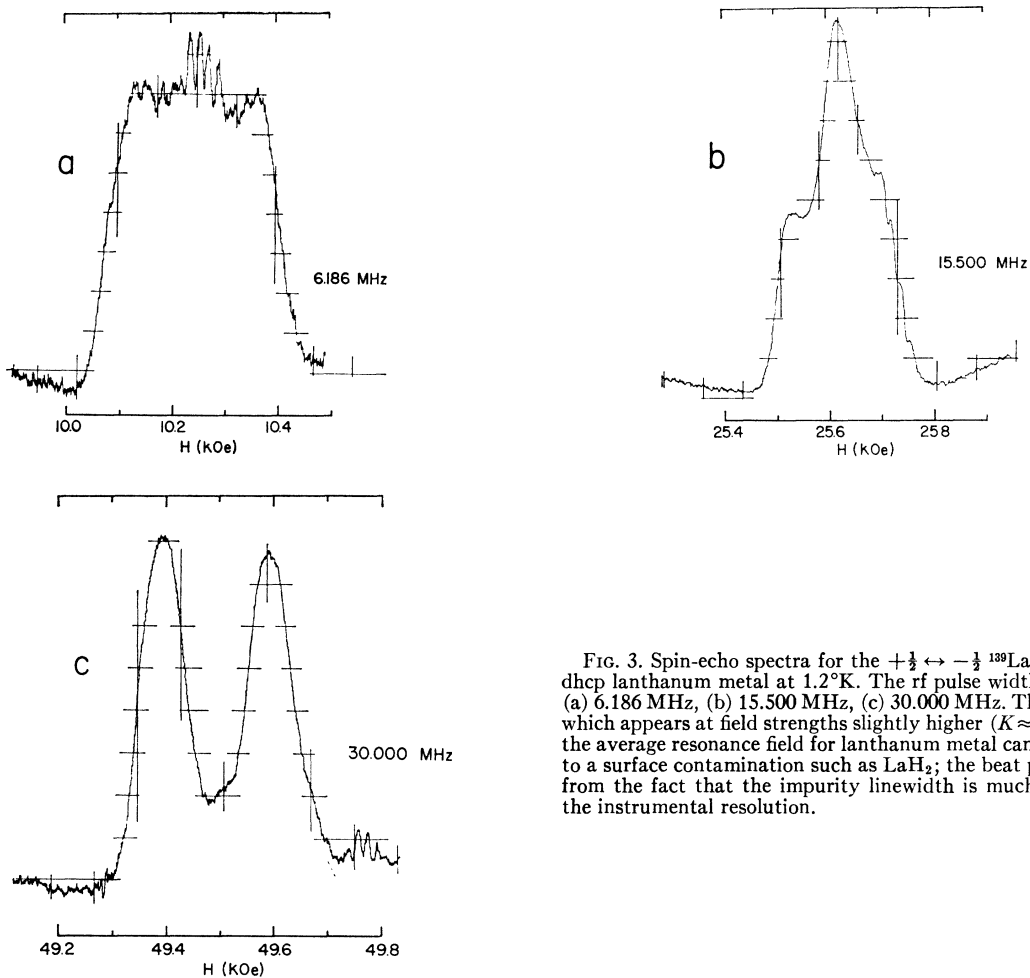 a
6.186 MHz
10.0 10.2 10.4
H (kOe)
b
15.500 MHz
25.4 25.6 25.8
H (kOe)
c
30.000 MHz
49.2 49.4 49.6 49.8
H (kOe)
FIG. 3. Spin-echo spectra for the +½ ↔ −½ ¹³⁹La
dhcp lanthanum metal at 1.2°K. The rf pulse width
(a) 6.186 MHz, (b) 15.500 MHz, (c) 30.000 MHz.
which appears at field strengths slightly higher (K≈
the average resonance field for lanthanum metal can
to a surface contamination such as LaH₂; the beat
from the fact that the impurity linewidth is much
the instrumental resolution.